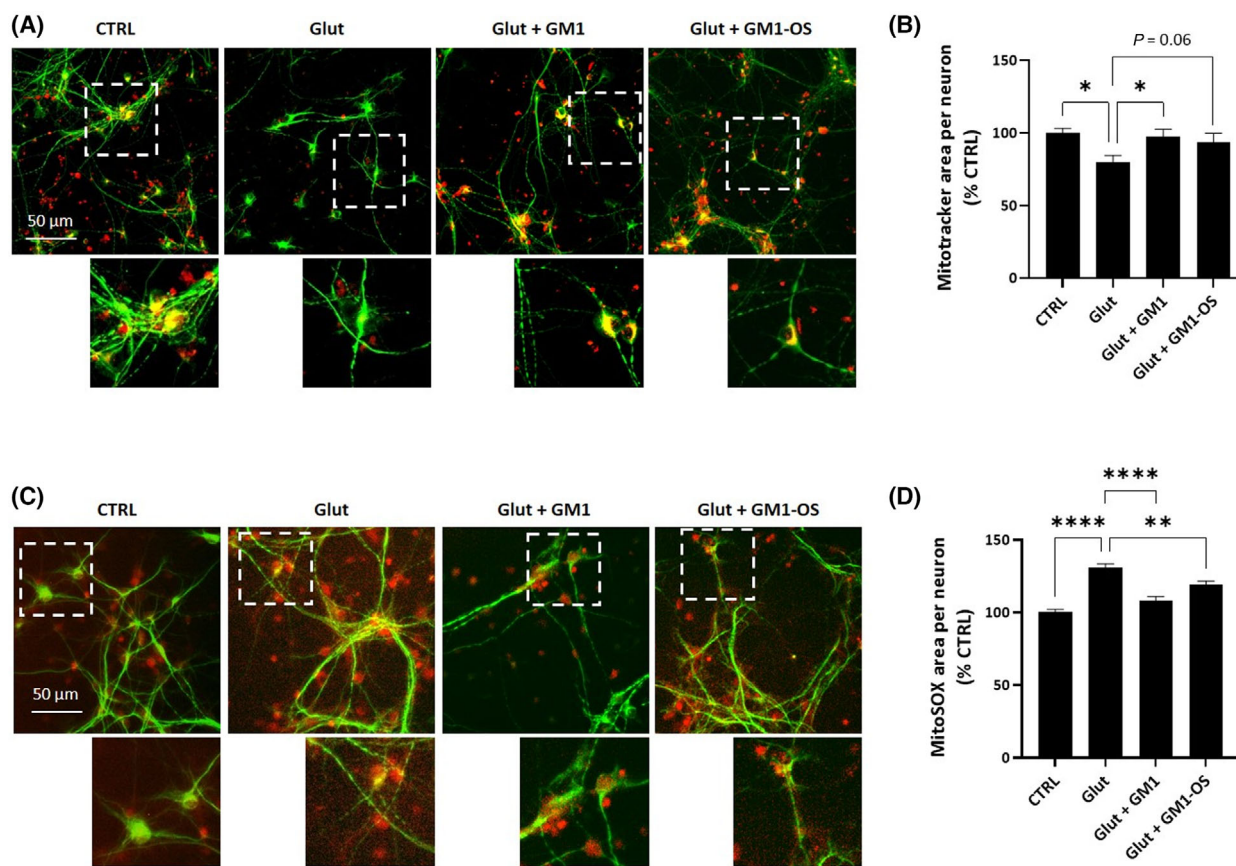 (A)
CTRL
Glut
Glut + GM1
Glut + GM1-OS
50 µm
(B)
P = 0.06
*
*
Mitotracker area per neuron
(% CTRL)
150
100
50
0
CTRL
Glut
Glut + GM1
Glut + GM1-OS
(C)
CTRL
Glut
Glut + GM1
Glut + GM1-OS
50 µm
(D)
****
****
**
MitoSOX area per neuron
(% CTRL)
150
100
50
0
CTRL
Glut
Glut + GM1
Glut + GM1-OS